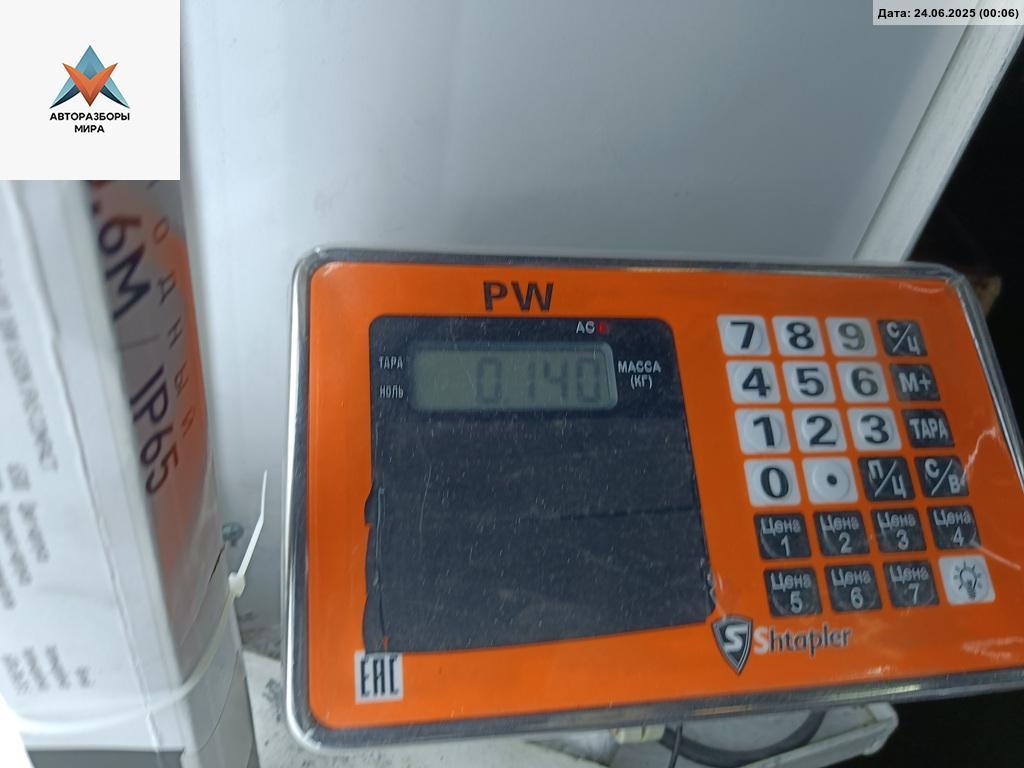 Дата: 24.06.2025 (00:06)
АВТОРАЗБОРЫ
МИРА
.6М / IP65
PW
AC
ТАРА
НОЛЬ
0.140
МАССА
(КГ)
7 8 9 С/Ц
4 5 6 М+
1 2 3 ТАРА
0 . П/Ц С/В
Цена 1 Цена 2 Цена 3 Цена 4
Цена 5 Цена 6 Цена 7
S Shtapler
EAC